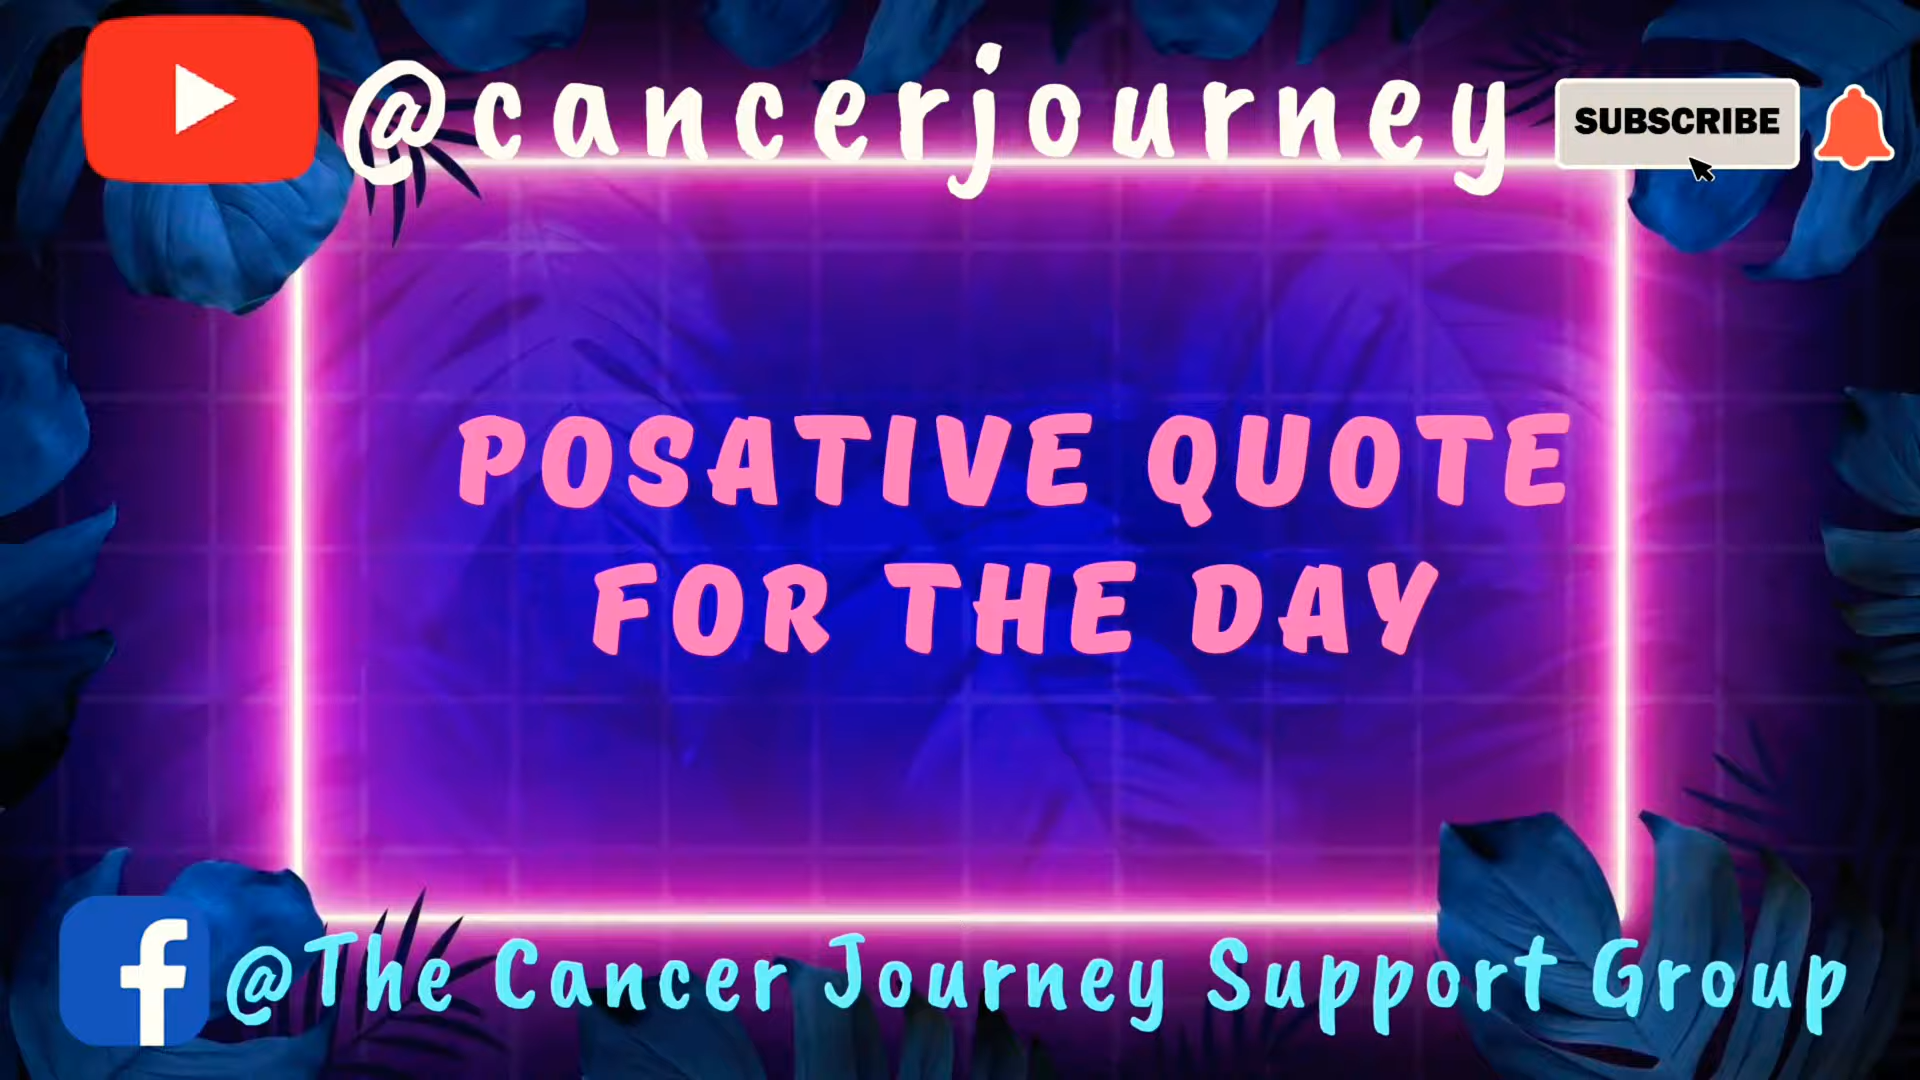 @cancerjourney
SUBSCRIBE
POSATIVE QUOTE
FOR THE DAY
f
@The Cancer Journey Support Group